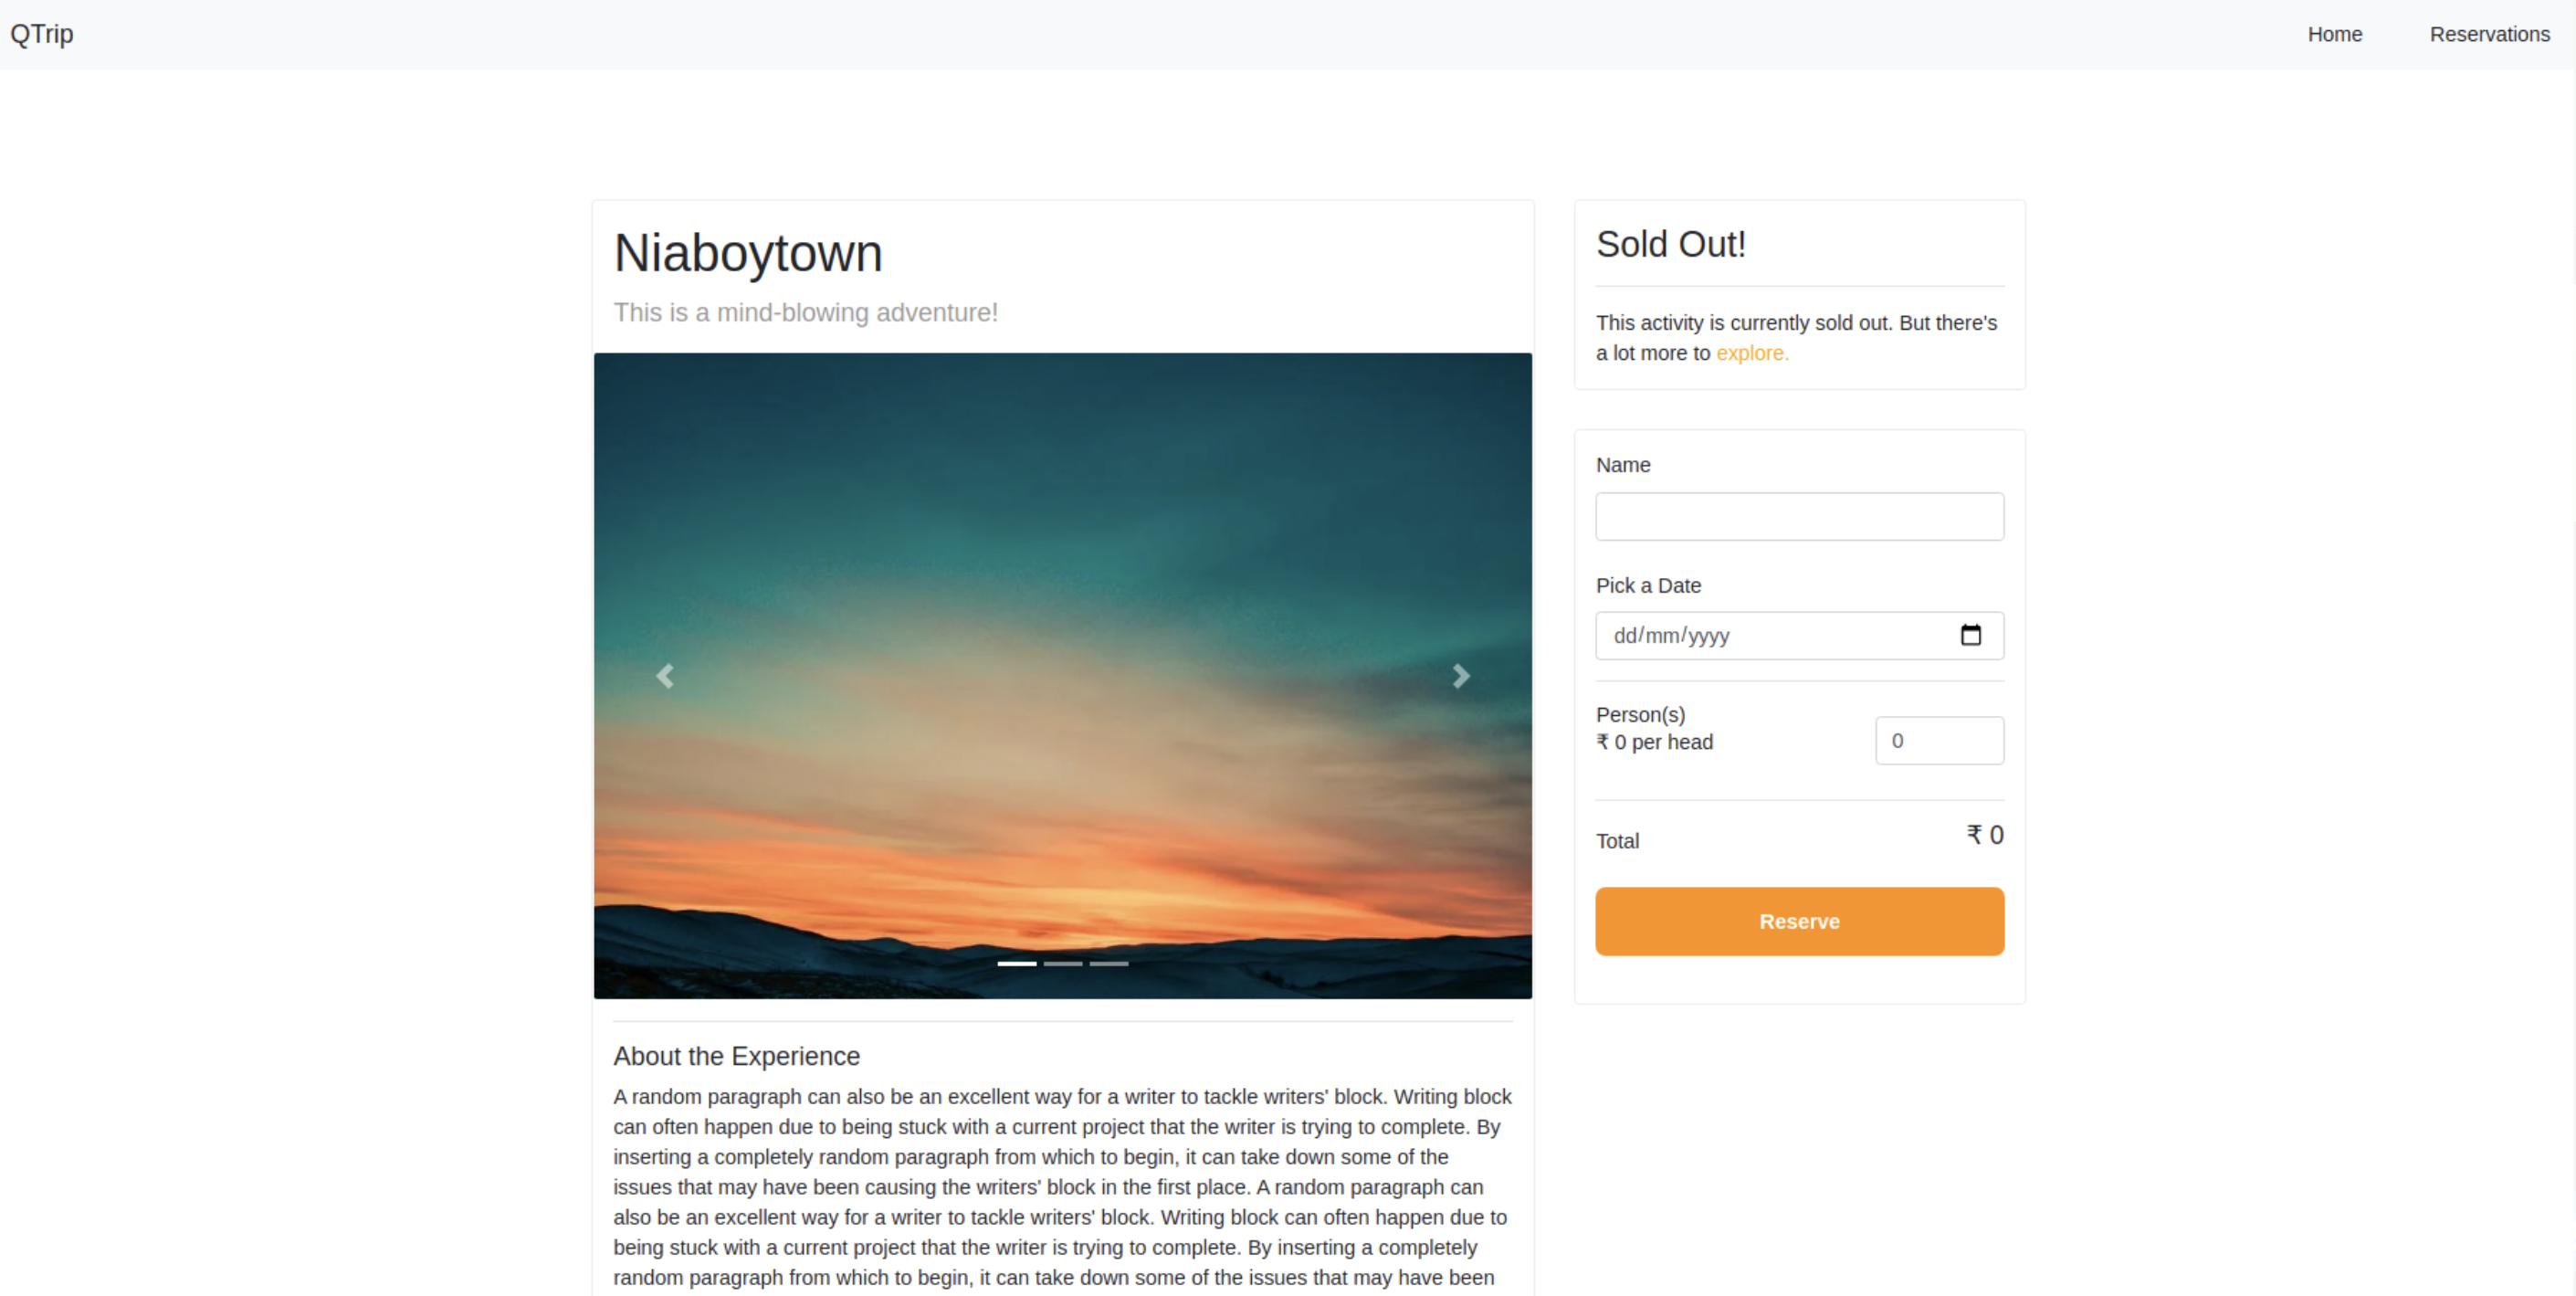 QTrip
Home
Reservations
Niaboytown
This is a mind-blowing adventure!
Sold Out!
This activity is currently sold out. But there's
a lot more to explore.
Name
Pick a Date
dd/mm/yyyy
Person(s)
₹ 0 per head
0
Total
₹ 0
Reserve
About the Experience
A random paragraph can also be an excellent way for a writer to tackle writers' block. Writing block
can often happen due to being stuck with a current project that the writer is trying to complete. By
inserting a completely random paragraph from which to begin, it can take down some of the
issues that may have been causing the writers' block in the first place. A random paragraph can
also be an excellent way for a writer to tackle writers' block. Writing block can often happen due to
being stuck with a current project that the writer is trying to complete. By inserting a completely
random paragraph from which to begin, it can take down some of the issues that may have been